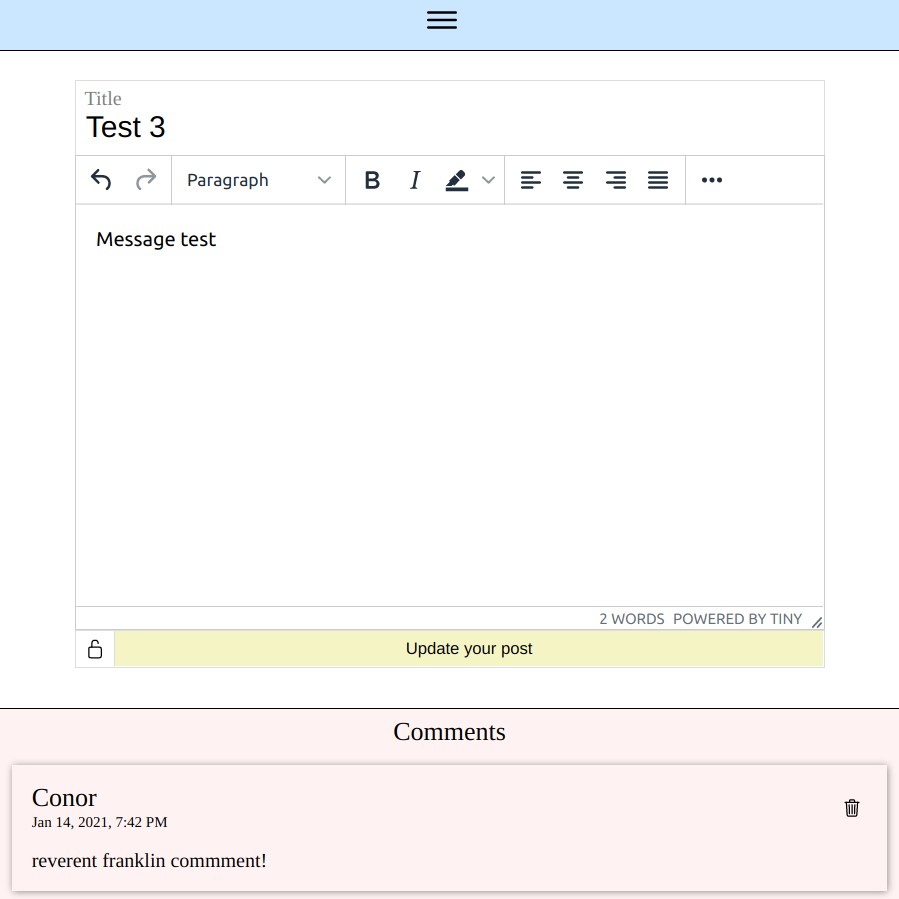 Title
Test 3
Paragraph
B I
Message test
2 WORDS POWERED BY TINY
Update your post
Comments
Conor
Jan 14, 2021, 7:42 PM
reverent franklin commment!